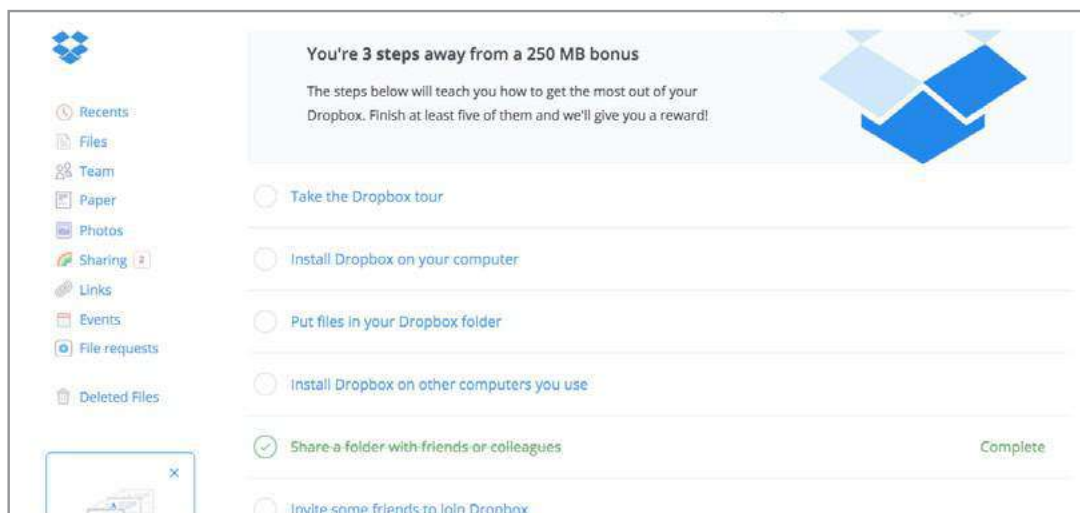 You're 3 steps away from a 250 MB bonus
The steps below will teach you how to get the most out of your
Dropbox. Finish at least five of them and we'll give you a reward!
Recents
Files
Team
Paper
Photos
Sharing 2
Links
Events
File requests
Deleted Files
Take the Dropbox tour
Install Dropbox on your computer
Put files in your Dropbox folder
Install Dropbox on other computers you use
Share a folder with friends or colleagues Complete
Invite some friends to join Dropbox